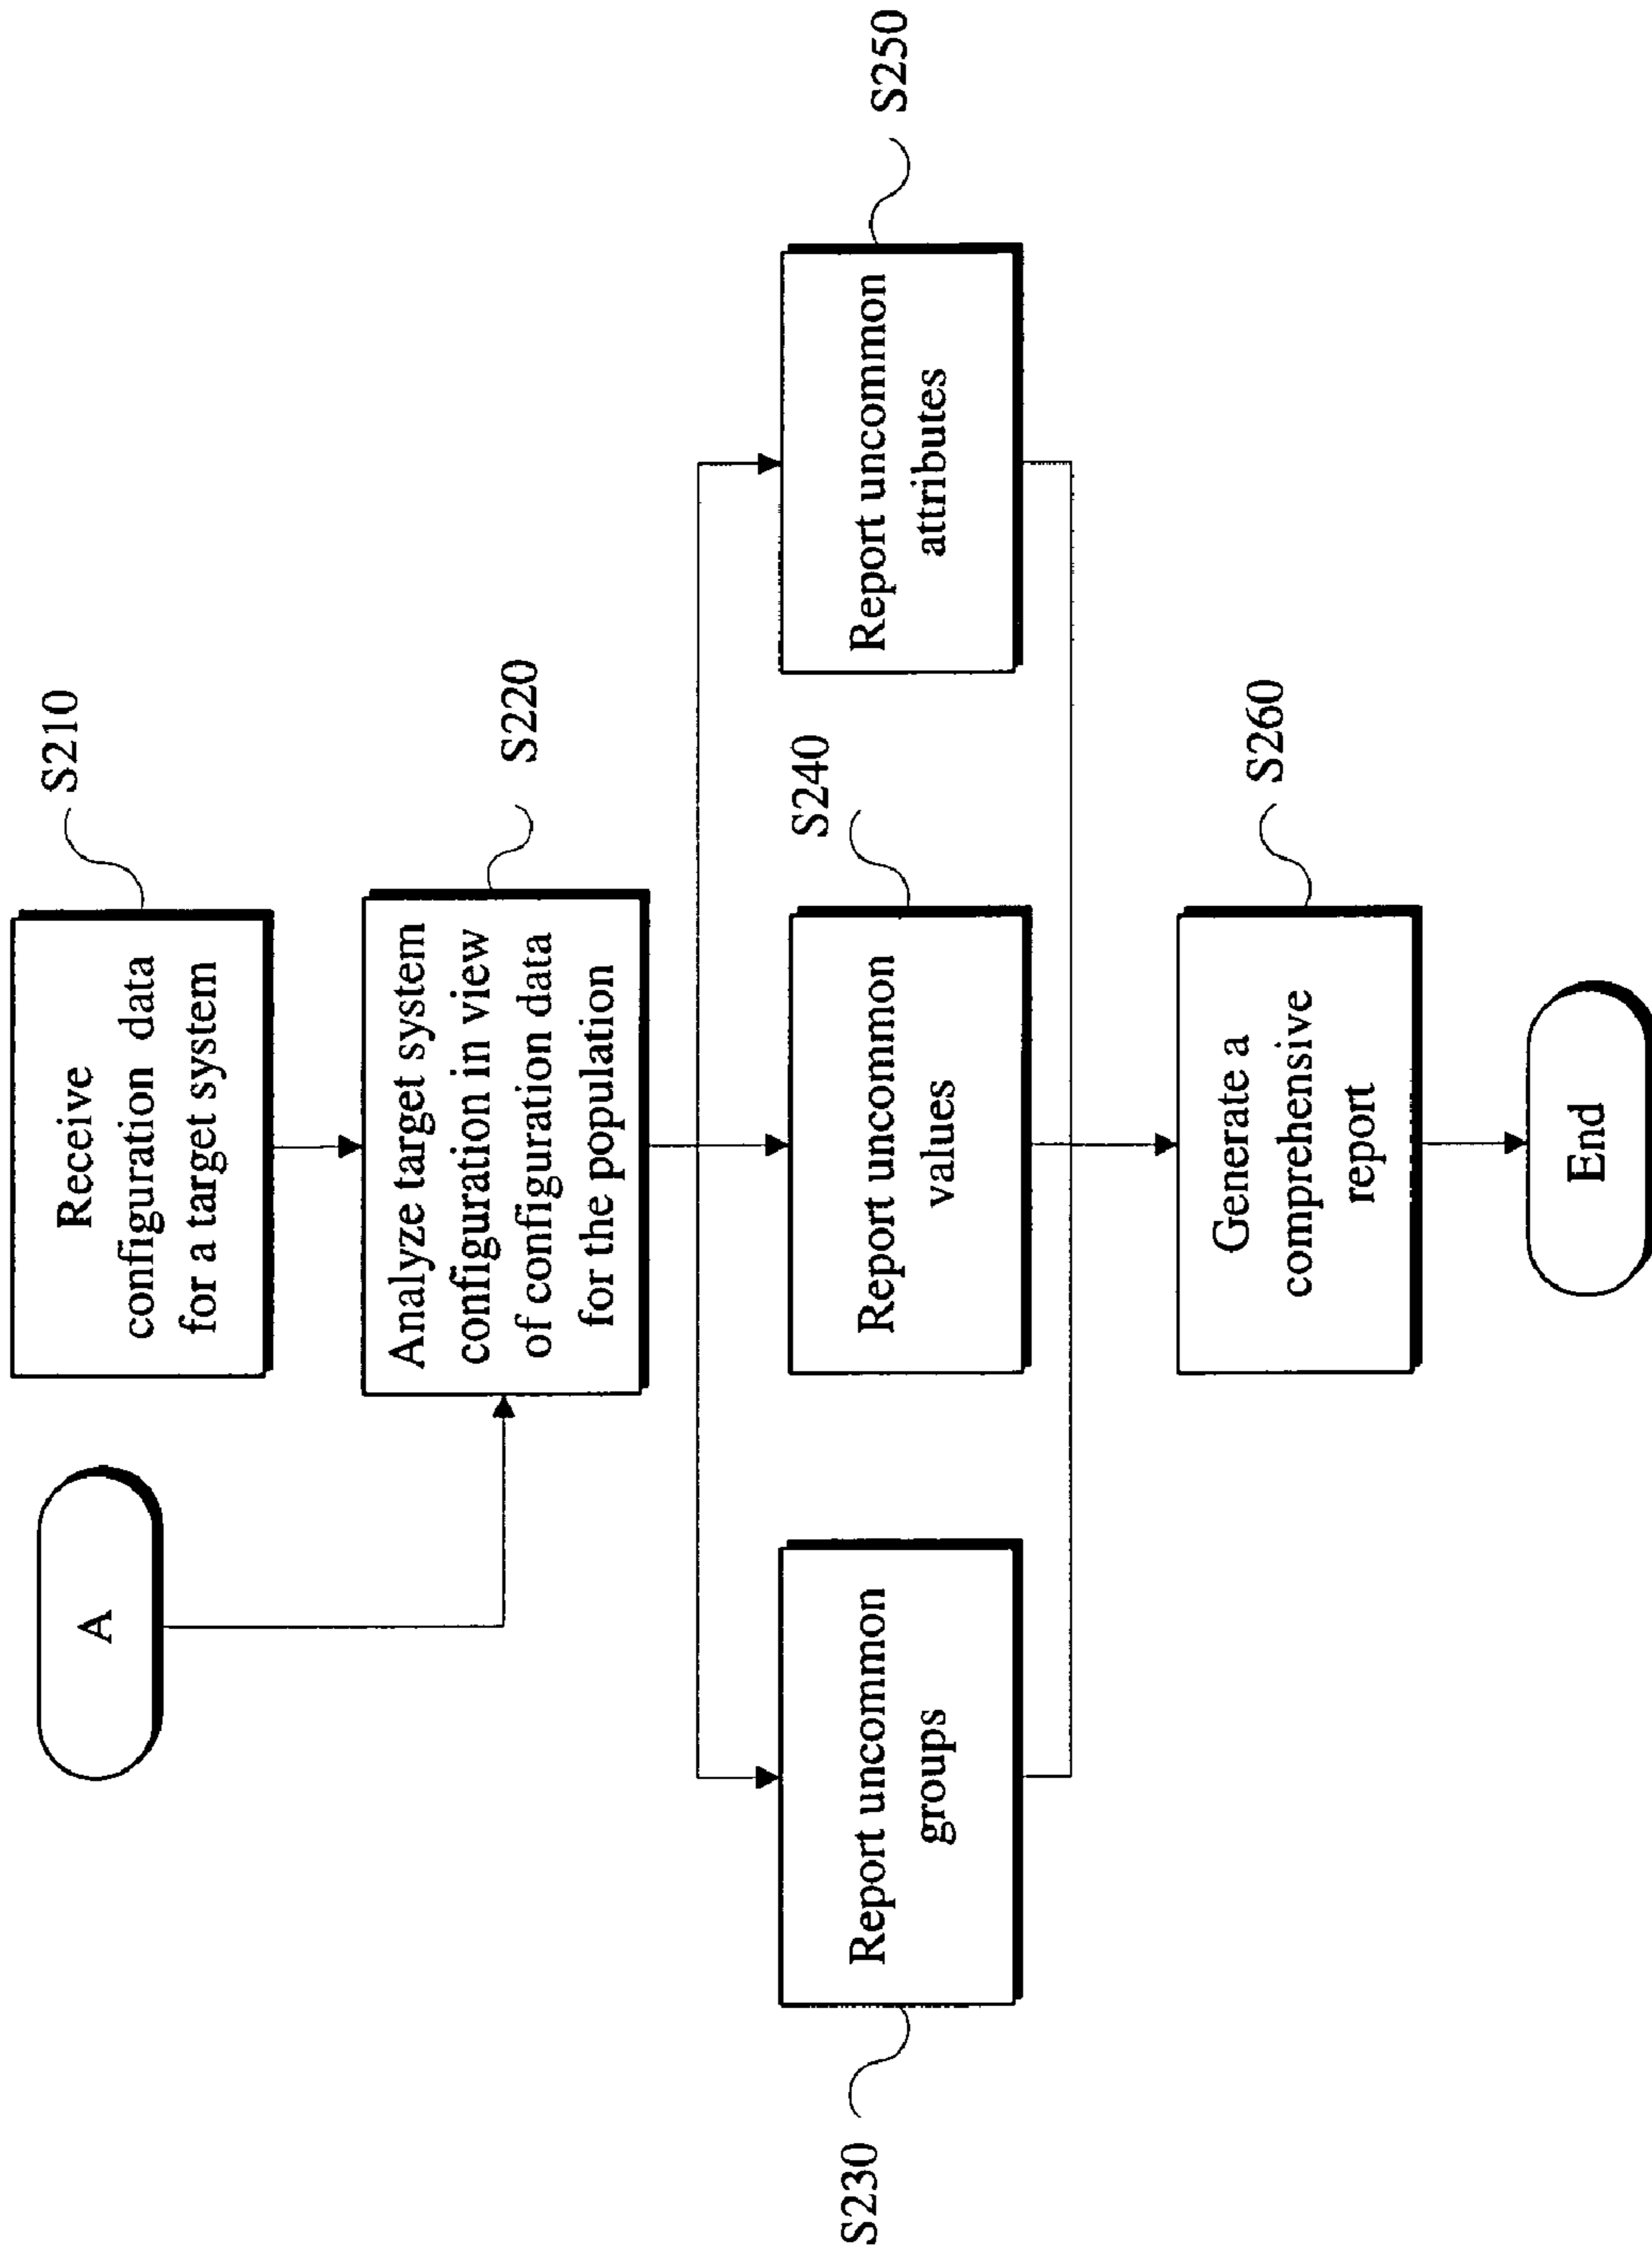 A
Receive
configuration data
for a target system
S210
Analyze target system
configuration in view
of configuration data
for the population
S220
S230
Report uncommon
groups
Report uncommon
values
S240
Report uncommon
attributes
S250
Generate a
comprehensive
report
S260
End